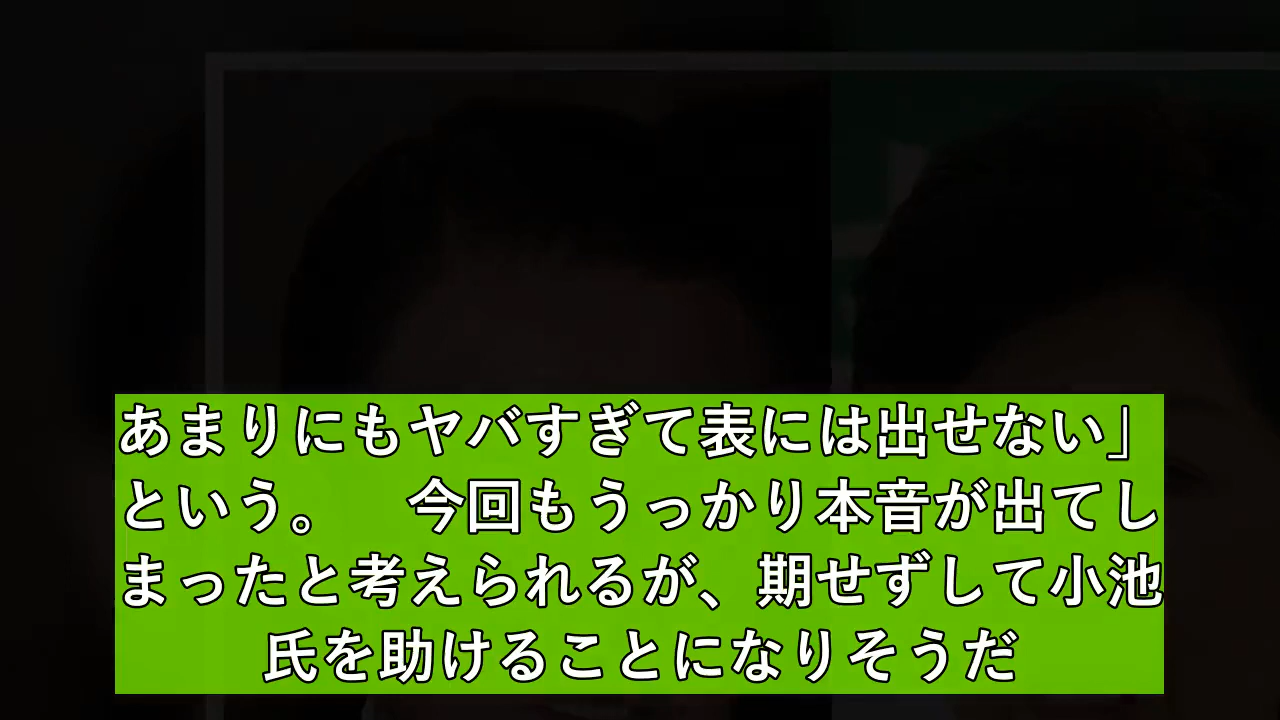 あまりにもヤバすぎて表には出せない」
という。　今回もうっかり本音が出てし
まったと考えられるが、期せずして小池
氏を助けることになりそうだ